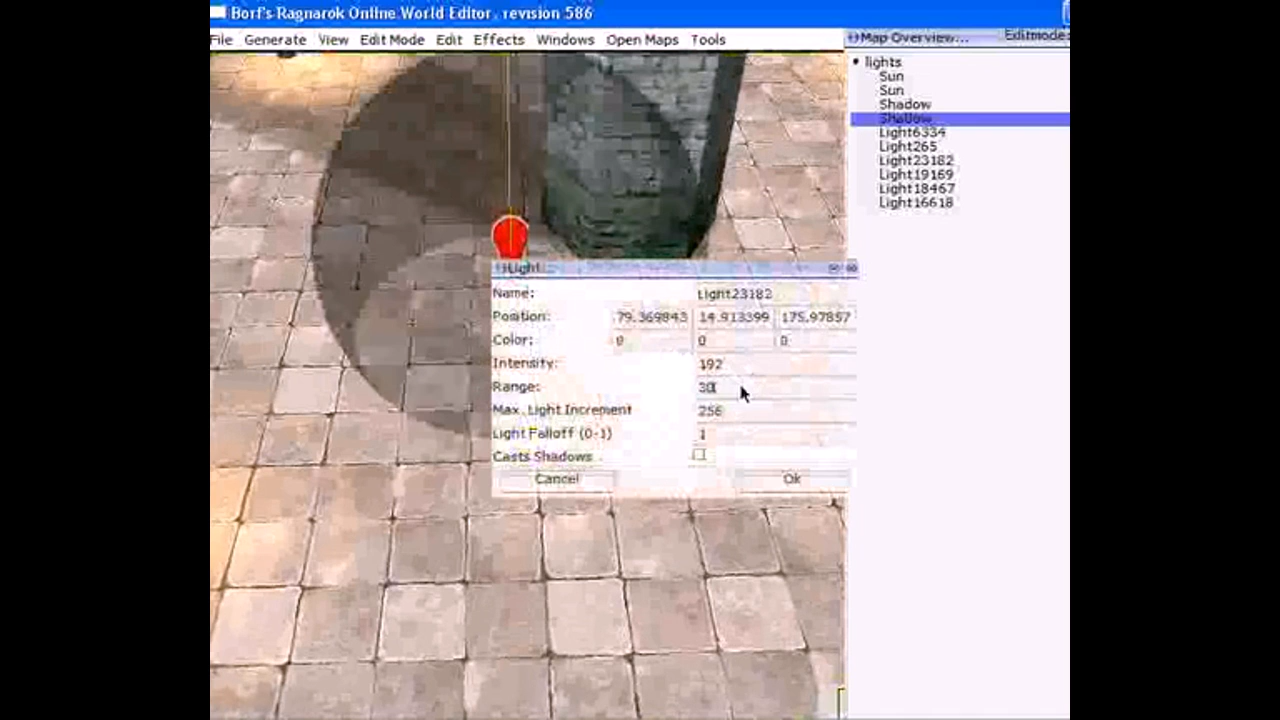 Borf's Ragnarok Online World Editor, revision 586
File Generate View Edit Mode Edit Effects Windows Open Maps Tools
Map Overview... Editmode:
lights
Sun
Sun
Shadow
Shadow
Light6334
Light265
Light23182
Light19169
Light18467
Light16618
Light...
Name: Light23182
Position: 79.369843 14.913399 175.97857
Color: 0 0 0
Intensity: 192
Range: 30
Max. Light Increment 256
Light Falloff (0-1) 1
Casts Shadows
Cancel Ok